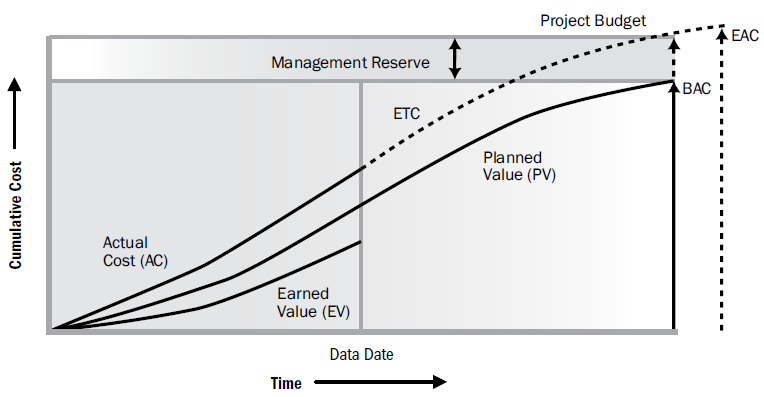 Project Budget
EAC
Management Reserve
BAC
ETC
Planned
Value (PV)
Cumulative Cost
Actual
Cost (AC)
Earned
Value (EV)
Data Date
Time